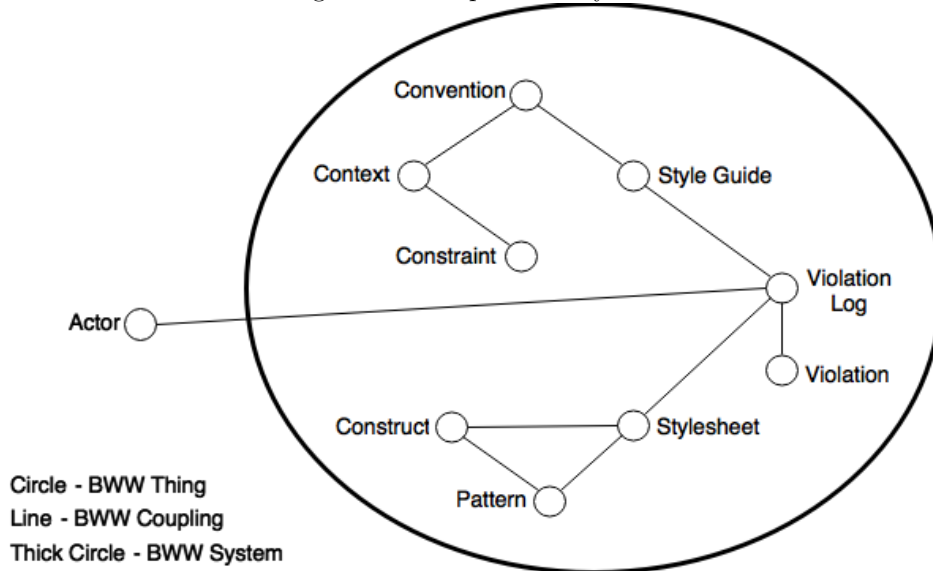 Convention
Context
Style Guide
Constraint
Violation
Log
Actor
Violation
Construct
Stylesheet
Pattern
Circle - BWW Thing
Line - BWW Coupling
Thick Circle - BWW System